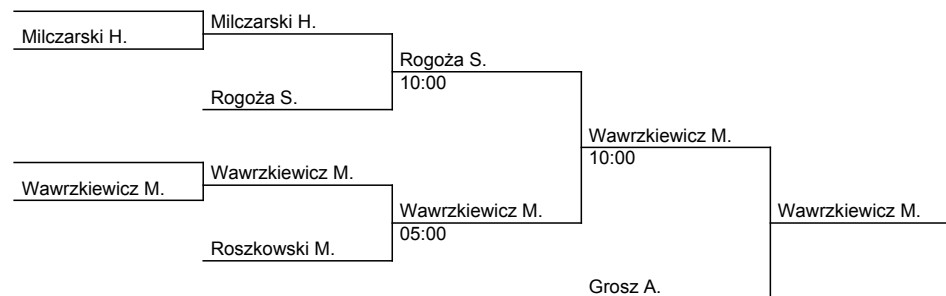 Milczarski H.
Milczarski H.
Rogoża S.
10:00
Rogoża S.
Wawrzkiewicz M.
10:00
Wawrzkiewicz M.
Wawrzkiewicz M.
Wawrzkiewicz M.
05:00
Wawrzkiewicz M.
Roszkowski M.
Grosz A.